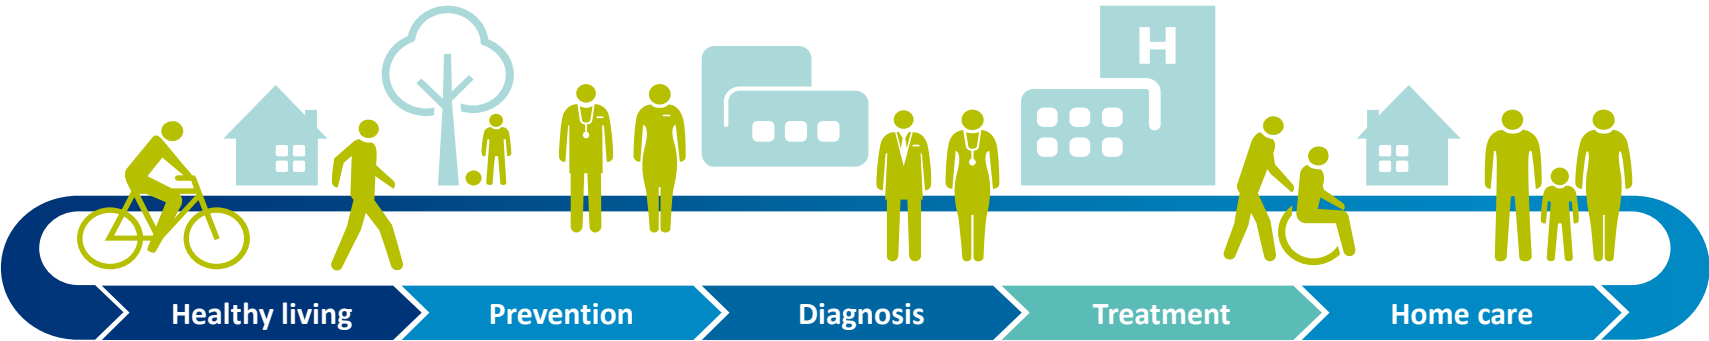 H
Healthy living
Prevention
Diagnosis
Treatment
Home care